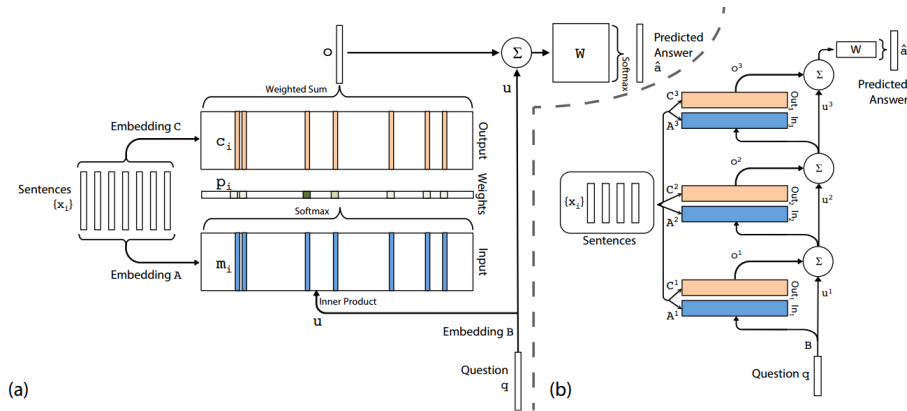 o
Σ
W
Softmax
Predicted
Answer
â
u
Weighted Sum
Embedding C
c_i
Output
Sentences
{x_i}
p_i
Weights
Softmax
Embedding A
m_i
Input
Inner Product
u
Embedding B
Question
q
(a)
W
â
Predicted
Answer
Σ
o³
u³
C³
Out₃
A³
In₃
Σ
o²
u²
C²
Out₂
A²
In₂
{x_i}
Sentences
Σ
o¹
u¹
C¹
Out₁
A¹
In₁
B
Question q
(b)